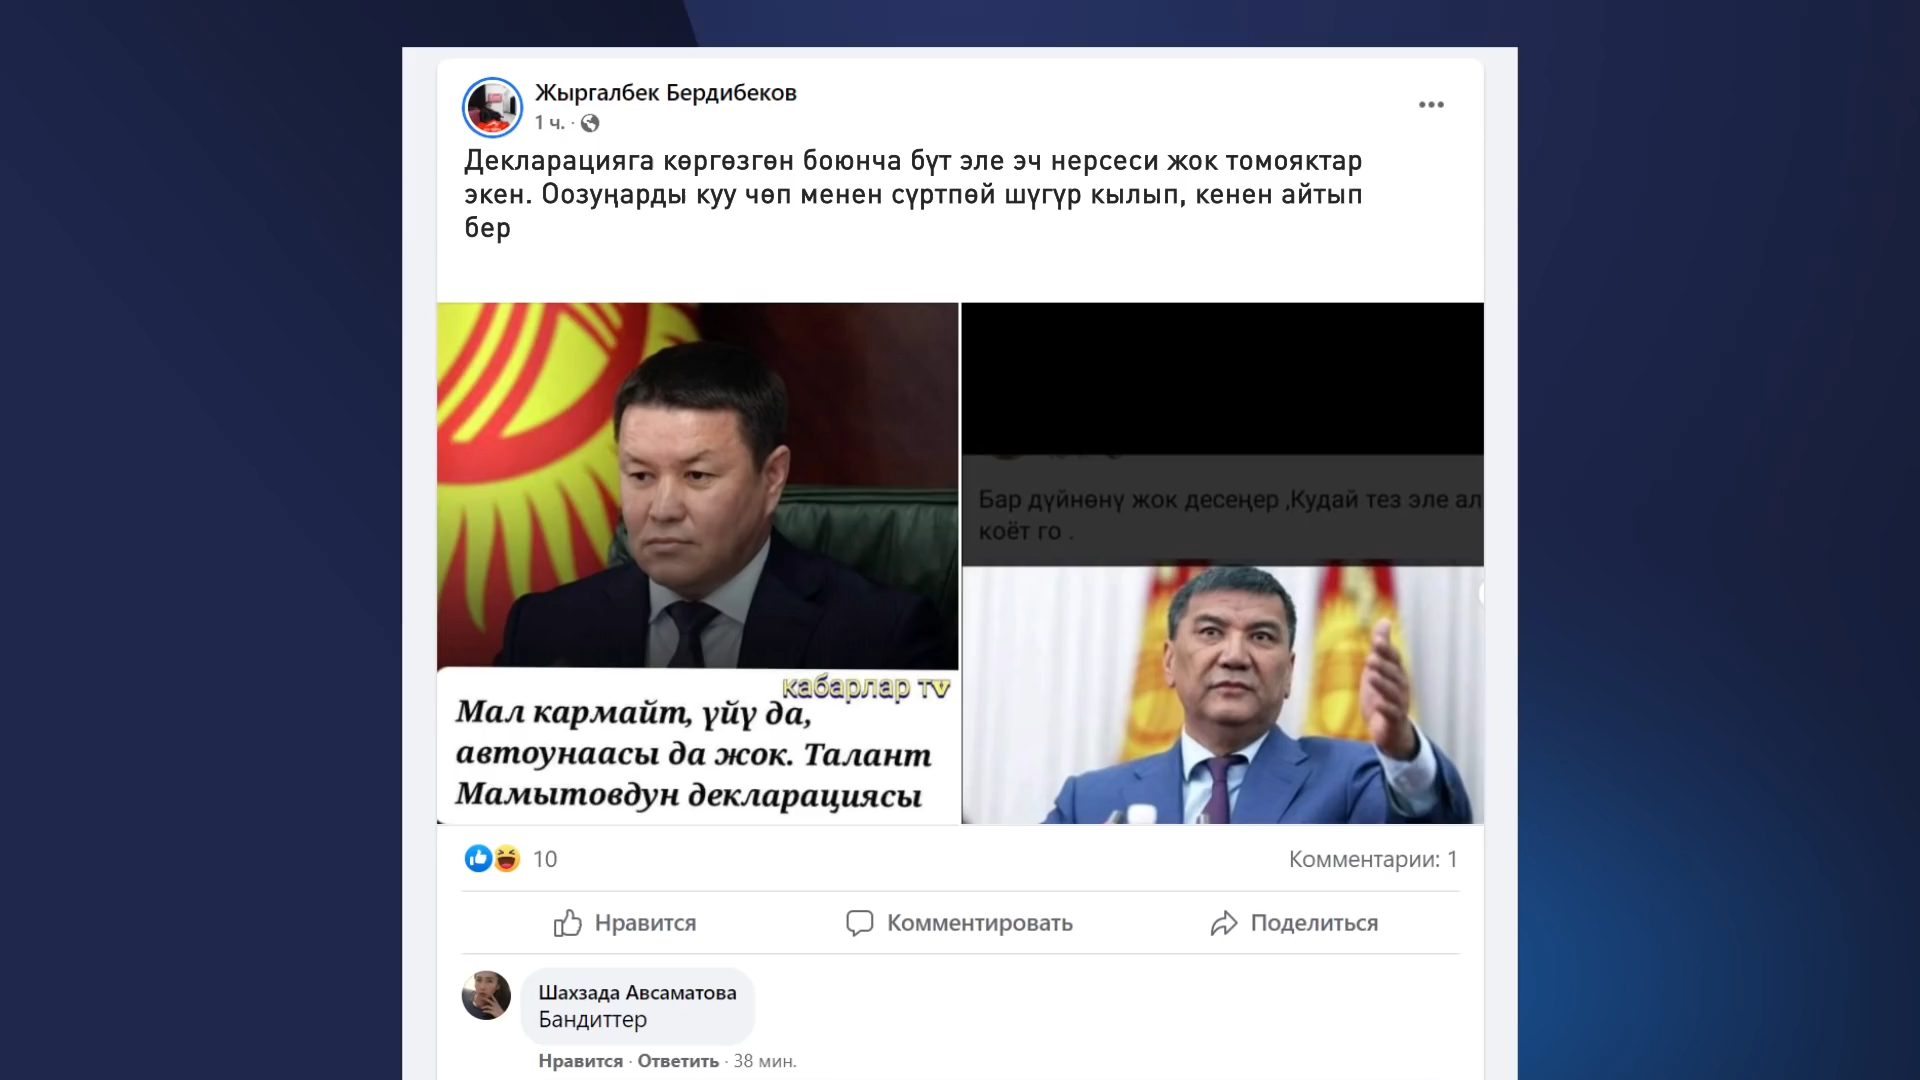 Жыргалбек Бердибеков
1 ч. ·
Декларацияга көргөзгөн боюнча бүт эле эч нерсеси жок томояктар
экен. Оозуңарды куу чөп менен сүртпөй шүгүр кылып, кенен айтып
бер
кабарлар TV
Мал кармайт, үйү да,
автоунаасы да жок. Талант
Мамытовдун декларациясы
Бар дүйнөнү жок десеңер ,Кудай тез эле ал
коёт го .
10
Комментарии: 1
Нравится
Комментировать
Поделиться
Шахзада Авсаматова
Бандиттер
Нравится · Ответить · 38 мин.